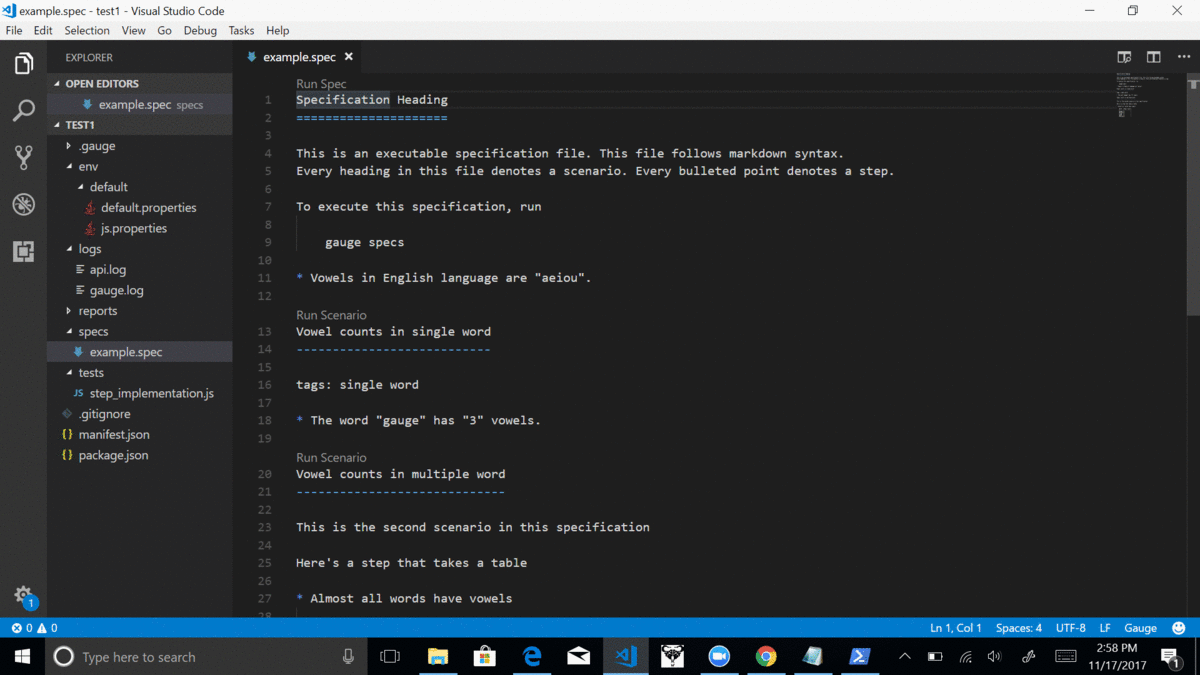 example.spec - test1 - Visual Studio Code
File Edit Selection View Go Debug Tasks Help
EXPLORER
OPEN EDITORS
example.spec specs
TEST1
.gauge
env
default
default.properties
js.properties
logs
api.log
gauge.log
reports
specs
example.spec
tests
JS step_implementation.js
.gitignore
{} manifest.json
{} package.json
1
example.spec
Run Spec
1 Specification Heading
2 =====================
3
4 This is an executable specification file. This file follows markdown syntax.
5 Every heading in this file denotes a scenario. Every bulleted point denotes a step.
6
7 To execute this specification, run
8
9 gauge specs
10
11 * Vowels in English language are "aeiou".
12
Run Scenario
13 Vowel counts in single word
14 ---------------------------
15
16 tags: single word
17
18 * The word "gauge" has "3" vowels.
19
Run Scenario
20 Vowel counts in multiple word
21 -----------------------------
22
23 This is the second scenario in this specification
24
25 Here's a step that takes a table
26
27 * Almost all words have vowels
28
0 0
Ln 1, Col 1 Spaces: 4 UTF-8 LF Gauge
Type here to search
2:58 PM
11/17/2017
1